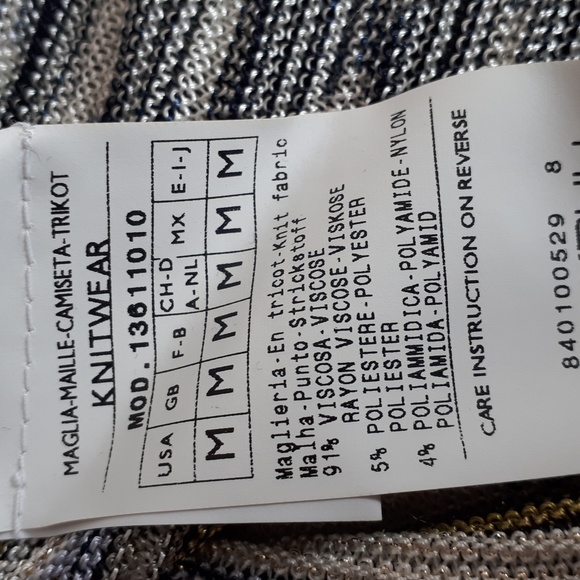 MAGLIA-MAILLE-CAMISETA-TRIKOT
KNITWEAR
MOD. 13611010
USA GB F-B CH-D A-NL MX E-I-J
M M M M M M
Maglieria-En tricot-Knit fabric
Malha-Punto-Strickstoff
91% VISCOSA-VISCOSE
RAYON VISCOSE-VISKOSE
5% POLIESTERE-POLYESTER
POLIESTER
4% POLIAMMIDICA-POLYAMIDE-NYLON
POLIAMIDA-POLYAMID
CARE INSTRUCTION ON REVERSE
840100529 8